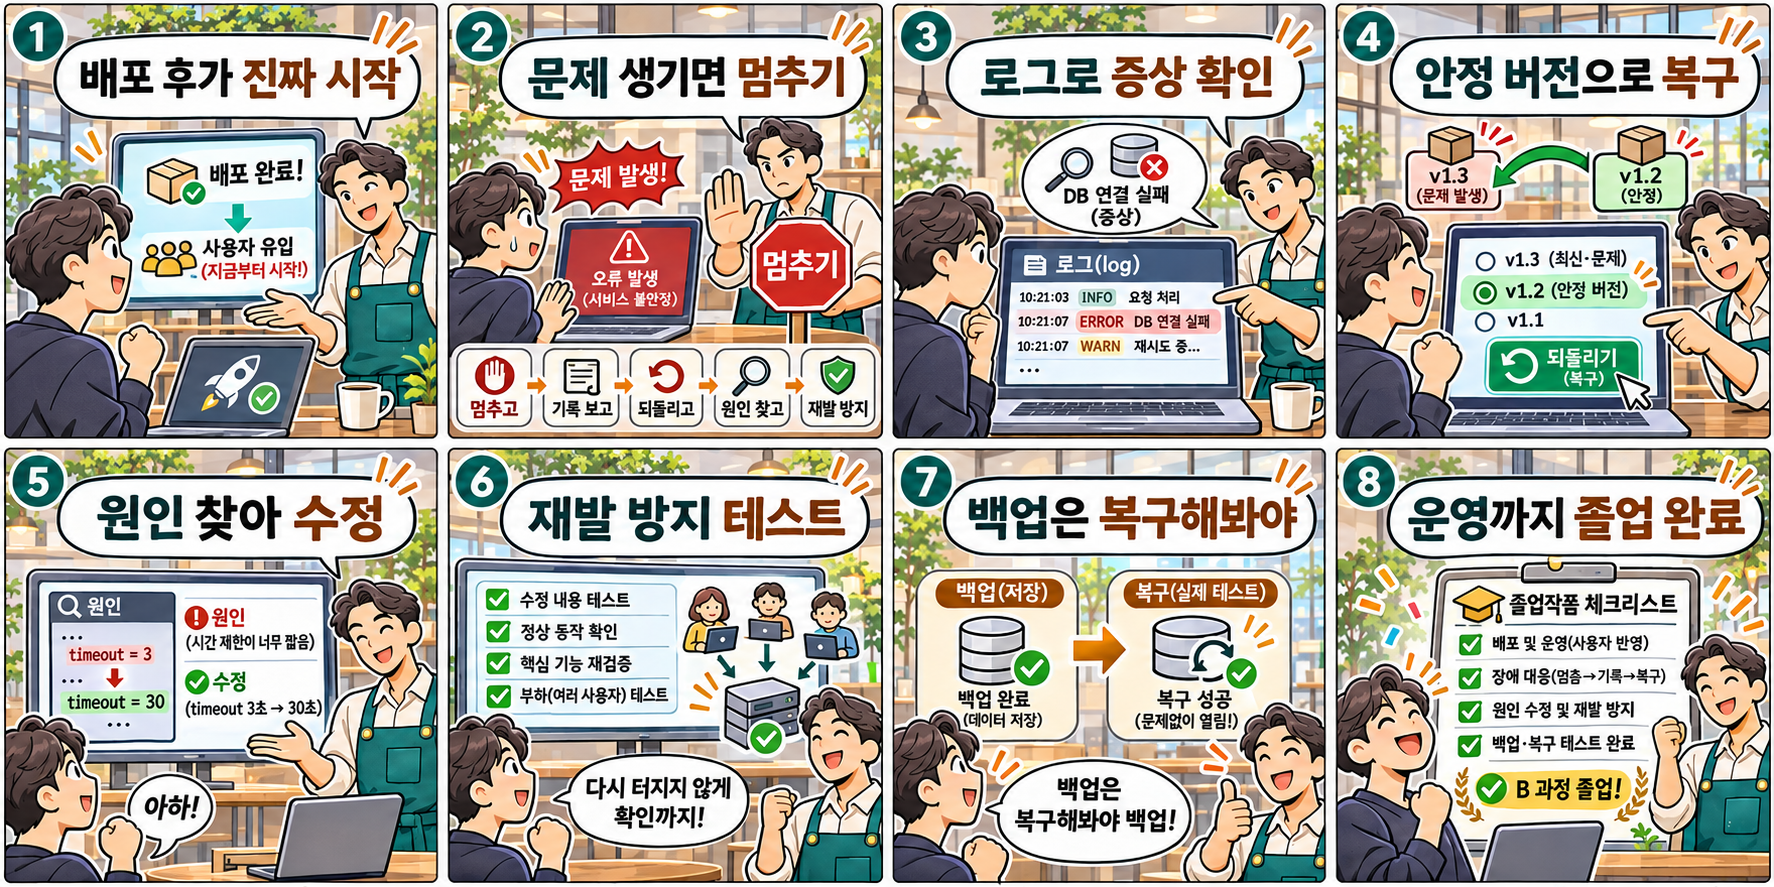 1
배포 후가 진짜 시작
배포 완료!
사용자 유입
(지금부터 시작!)
2
문제 생기면 멈추기
문제 발생!
오류 발생
(서비스 불안정)
멈추기
멈추고
기록 보고
되돌리고
원인 찾고
재발 방지
3
로그로 증상 확인
DB 연결 실패
(증상)
로그(log)
10:21:03 INFO 요청 처리
10:21:07 ERROR DB 연결 실패
10:21:07 WARN 재시도 중...
...
4
안정 버전으로 복구
v1.3
(문제 발생)
v1.2
(안정)
v1.3 (최신·문제)
v1.2 (안정 버전)
v1.1
되돌리기
(복구)
5
원인 찾아 수정
원인
...
timeout = 3
...
timeout = 30
...
원인
(시간 제한이 너무 짧음)
수정
(timeout 3초 → 30초)
아하!
6
재발 방지 테스트
수정 내용 테스트
정상 동작 확인
핵심 기능 재검증
부하(여러 사용자) 테스트
다시 터지지 않게
확인까지!
7
백업은 복구해봐야
백업(저장)
백업 완료
(데이터 저장)
복구(실제 테스트)
복구 성공
(문제없이 열림!)
백업은
복구해봐야 백업!
8
운영까지 졸업 완료
졸업작품 체크리스트
배포 및 운영(사용자 반영)
장애 대응(멈춤→기록→복구)
원인 수정 및 재발 방지
백업·복구 테스트 완료
B 과정 졸업!